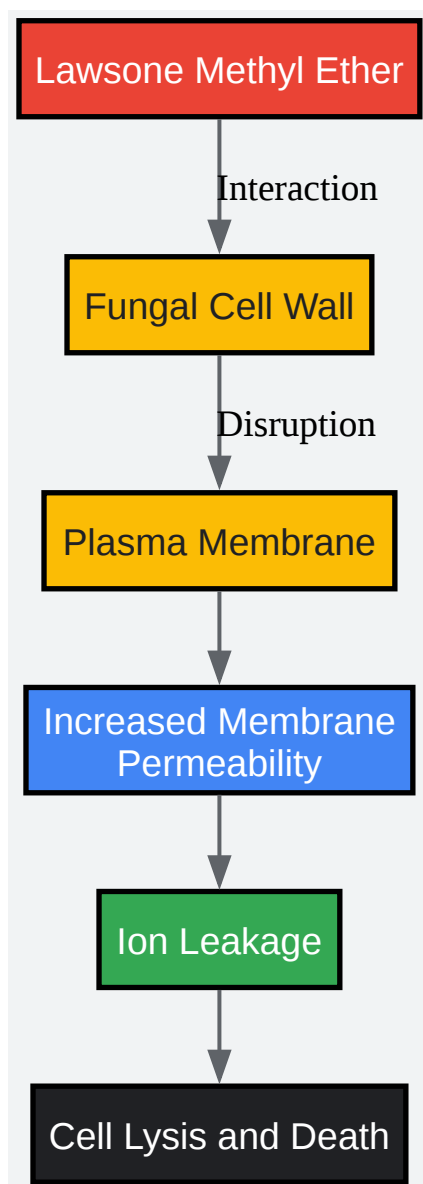 Lawsone Methyl Ether
Interaction
Fungal Cell Wall
Disruption
Plasma Membrane
Increased Membrane
Permeability
Ion Leakage
Cell Lysis and Death